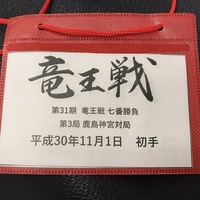 竜王戦
第31期 竜王戦 七番勝負
第3局 鹿島神宮対局
平成30年11月1日 初手